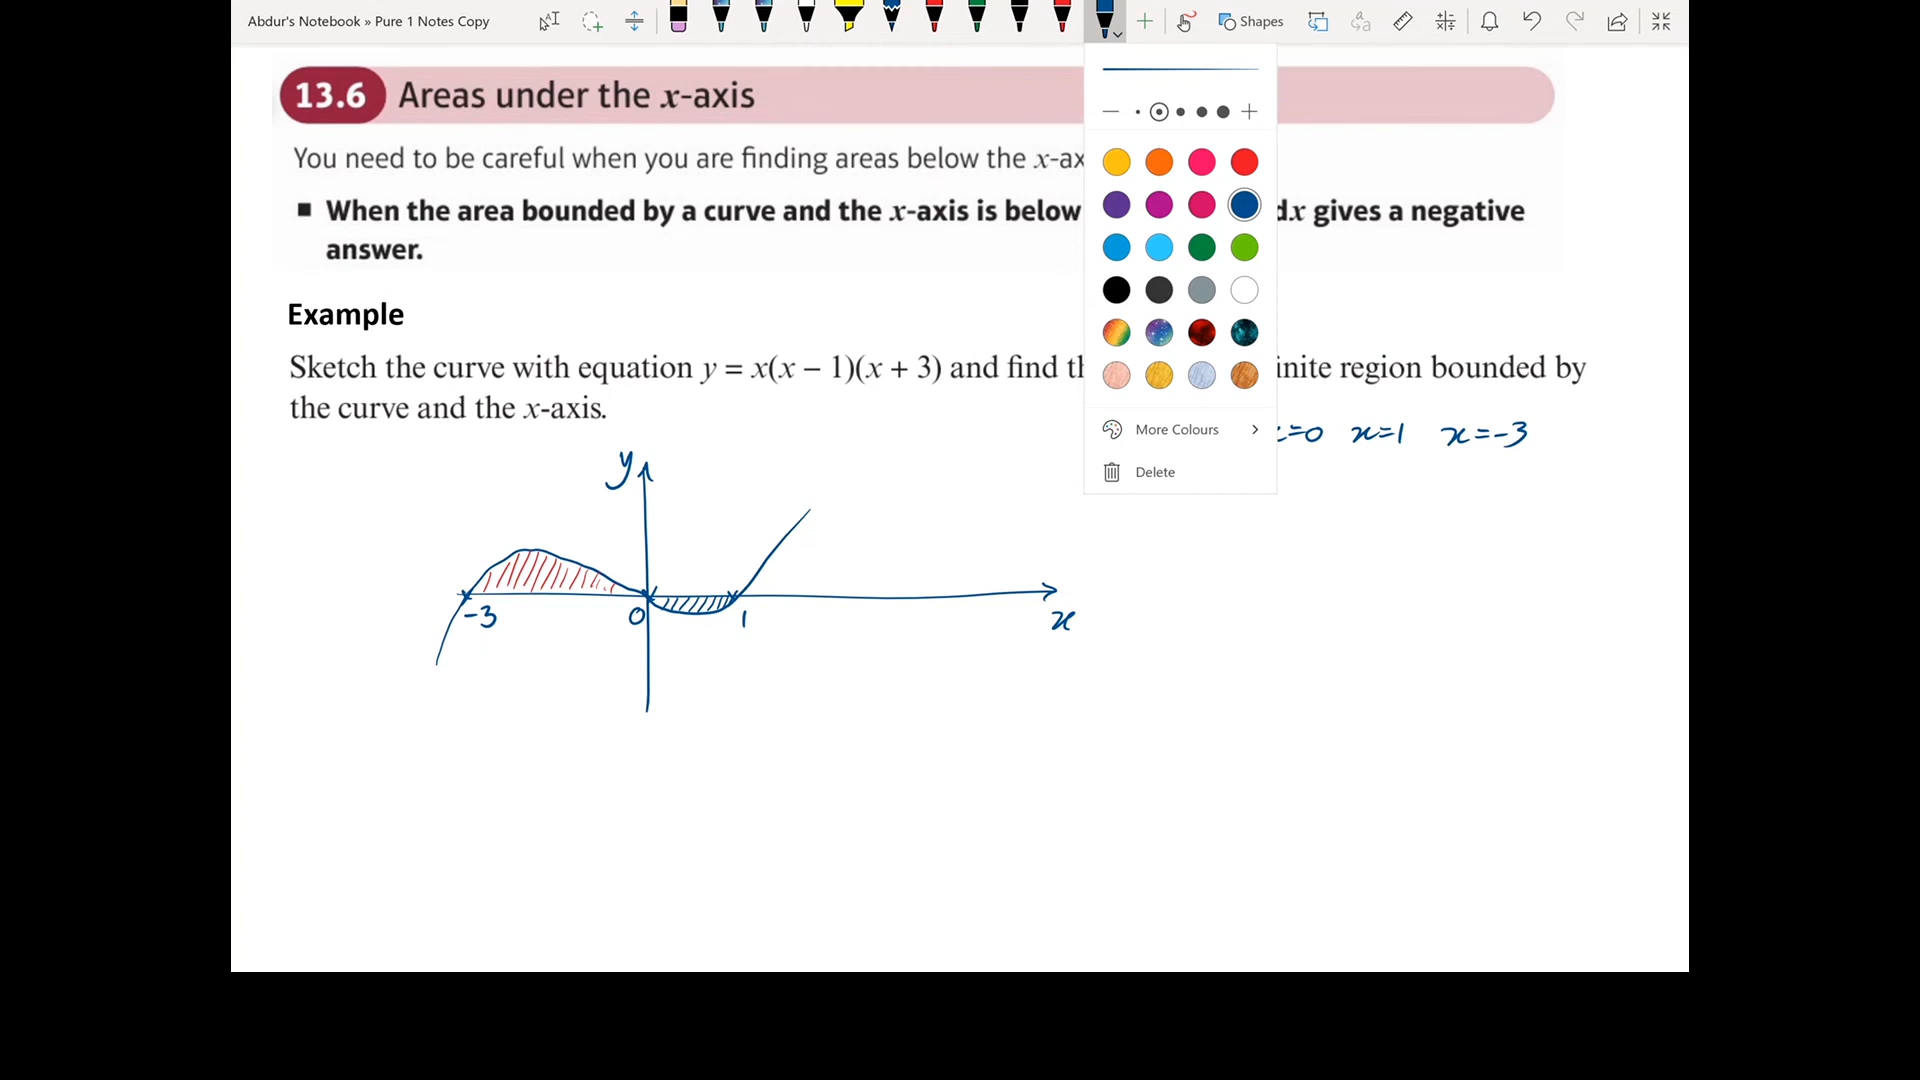 Abdur's Notebook » Pure 1 Notes Copy
Shapes
13.6 Areas under the x-axis
You need to be careful when you are finding areas below the x-ax
■ When the area bounded by a curve and the x-axis is below dx gives a negative
answer.
Example
Sketch the curve with equation y = x(x − 1)(x + 3) and find th inite region bounded by
the curve and the x-axis.
=0 x=1 x=-3
More Colours
Delete
y
-3 0 1 x